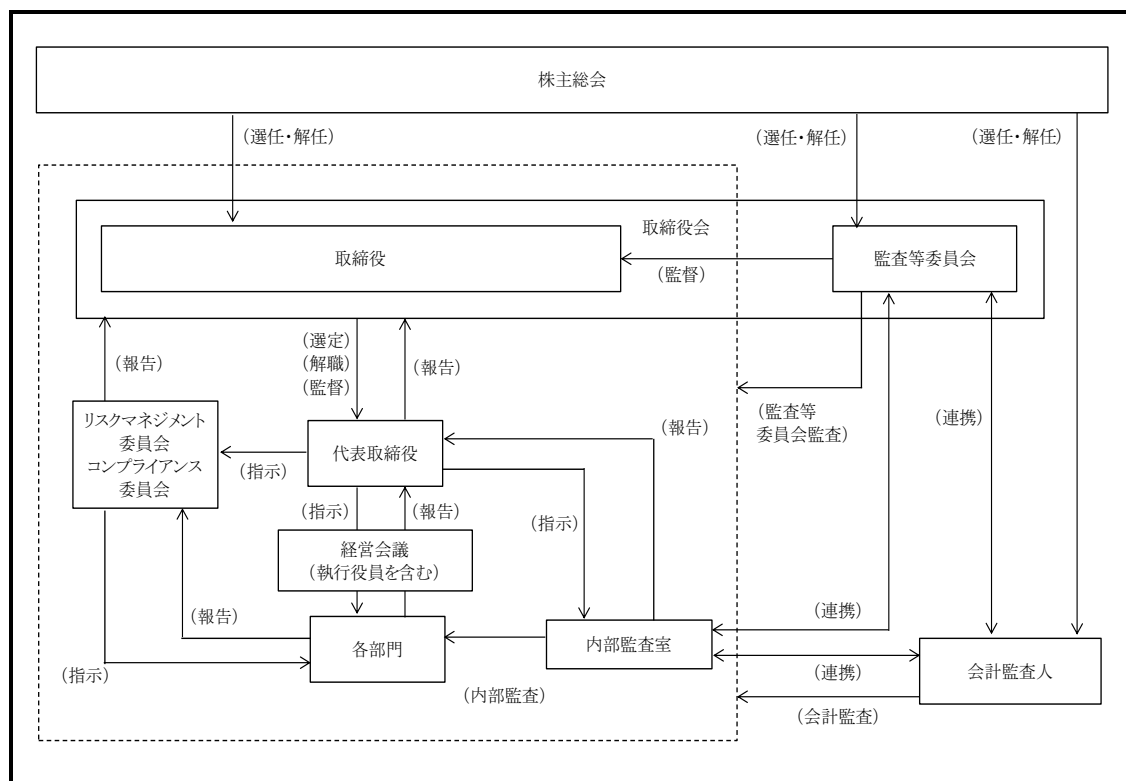 株主総会
(選任・解任)
(選任・解任)
(選任・解任)
取締役会
取締役
監査等委員会
(監督)
(選定)
(解職)
(監督)
(報告)
(報告)
(監査等
委員会監査)
(連携)
リスクマネジメント
委員会
コンプライアンス
委員会
代表取締役
(報告)
(指示)
(指示)
(報告)
(指示)
経営会議
(執行役員を含む)
(報告)
(連携)
各部門
内部監査室
会計監査人
(指示)
(内部監査)
(連携)
(会計監査)